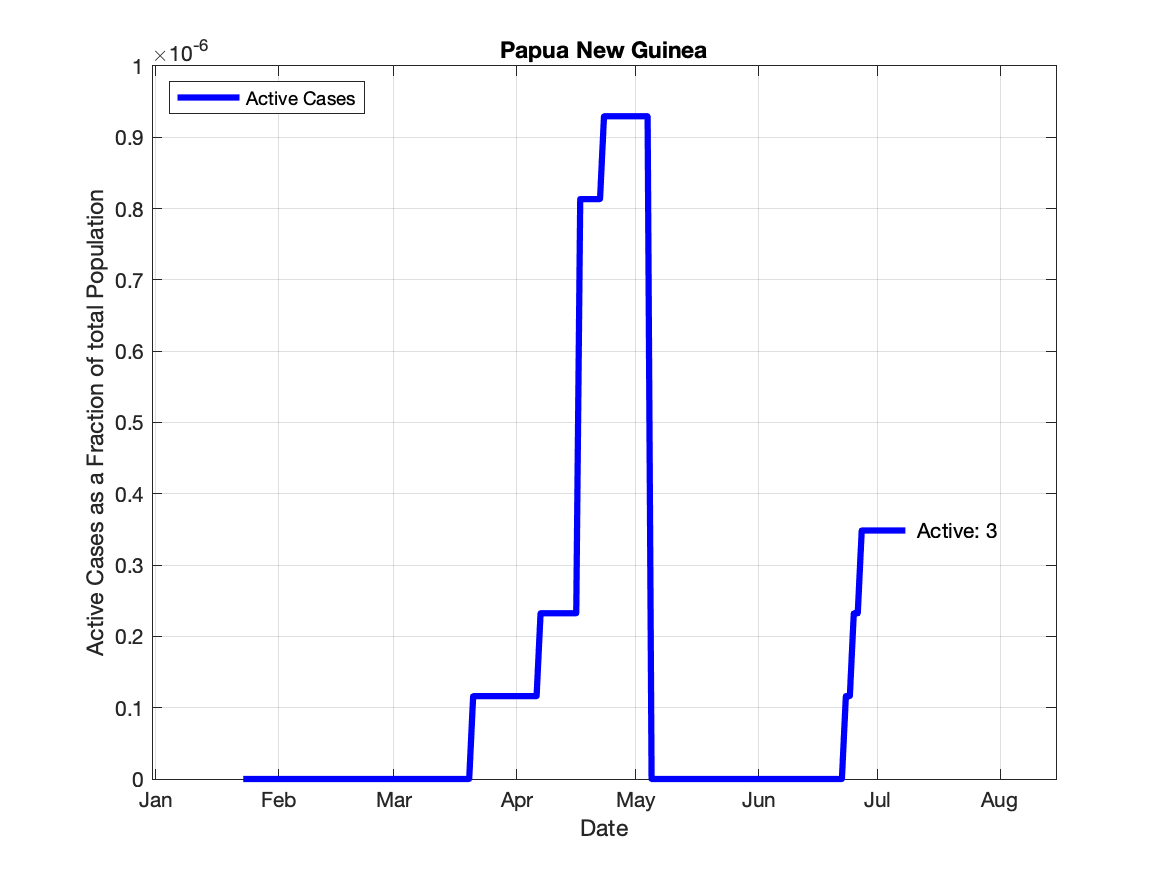 Papua New Guinea
×10-6
Active Cases
1
0.9
0.8
0.7
0.6
0.5
0.4
0.3
0.2
0.1
0
Active Cases as a Fraction of total Population
Active: 3
Jan Feb Mar Apr May Jun Jul Aug
Date